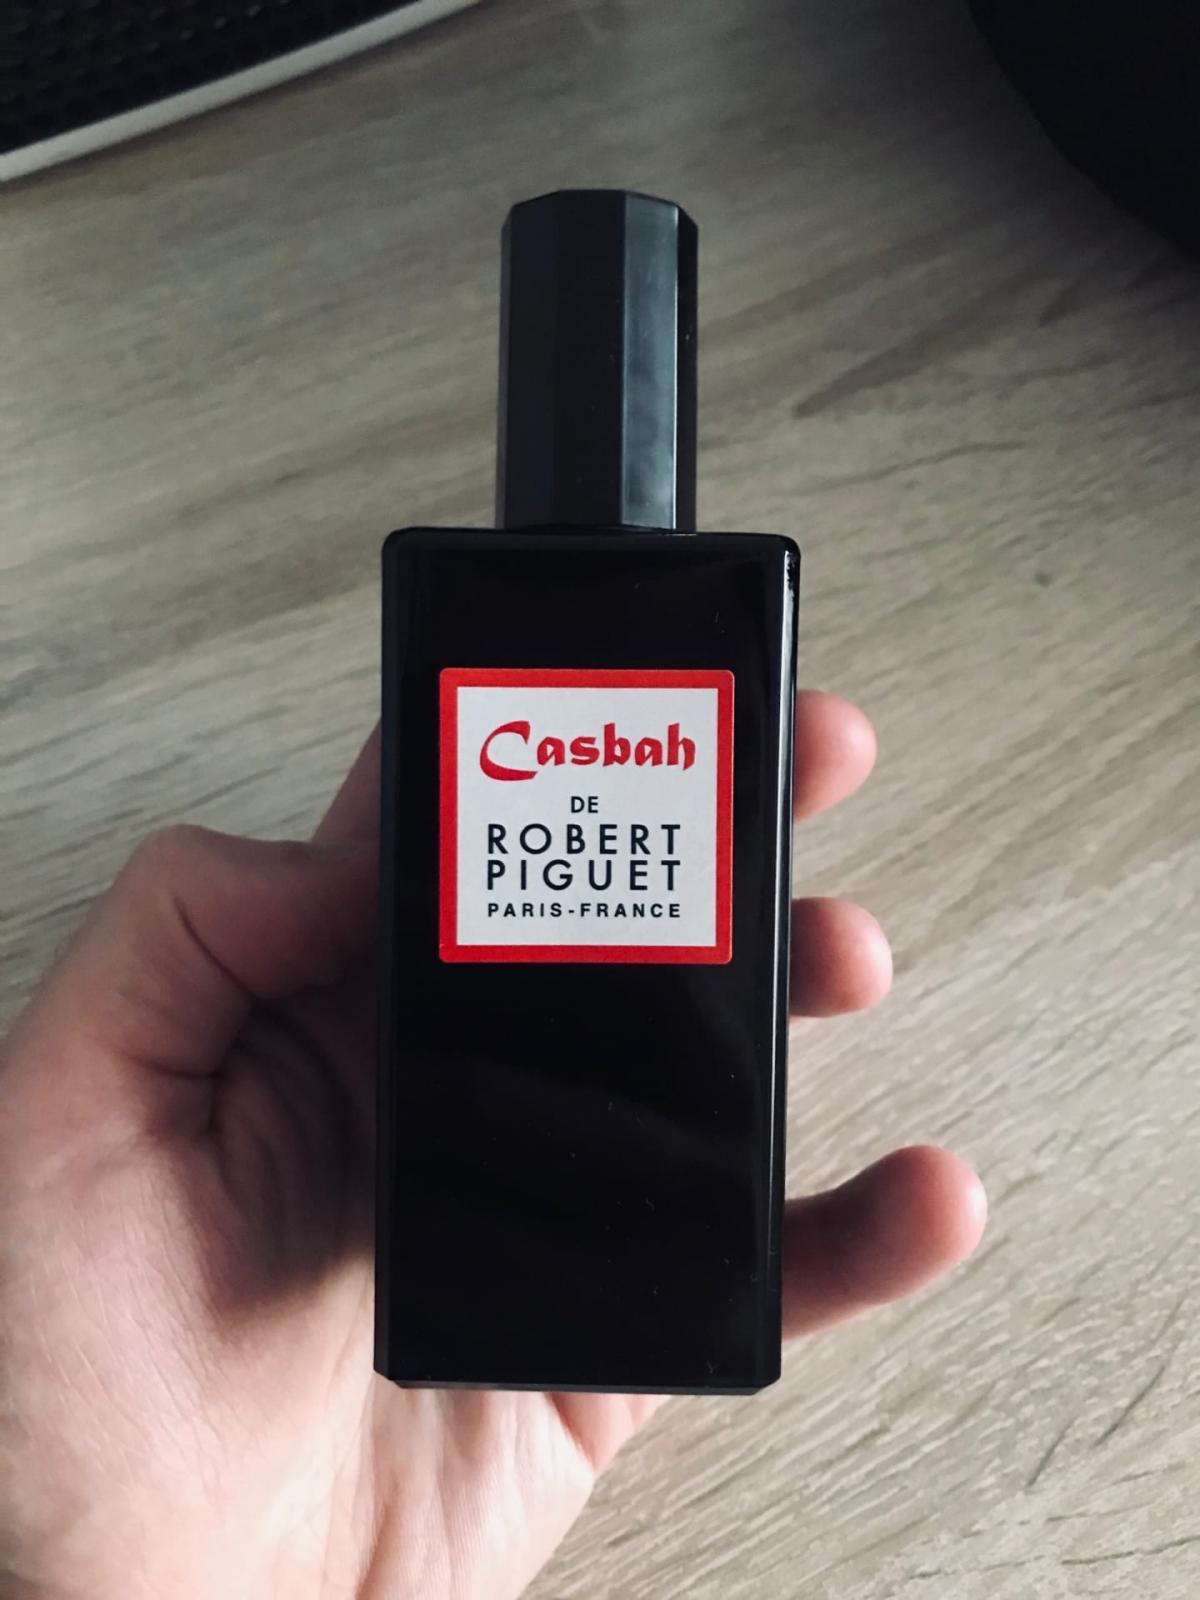 Casbah
DE
ROBERT
PIGUET
PARIS-FRANCE